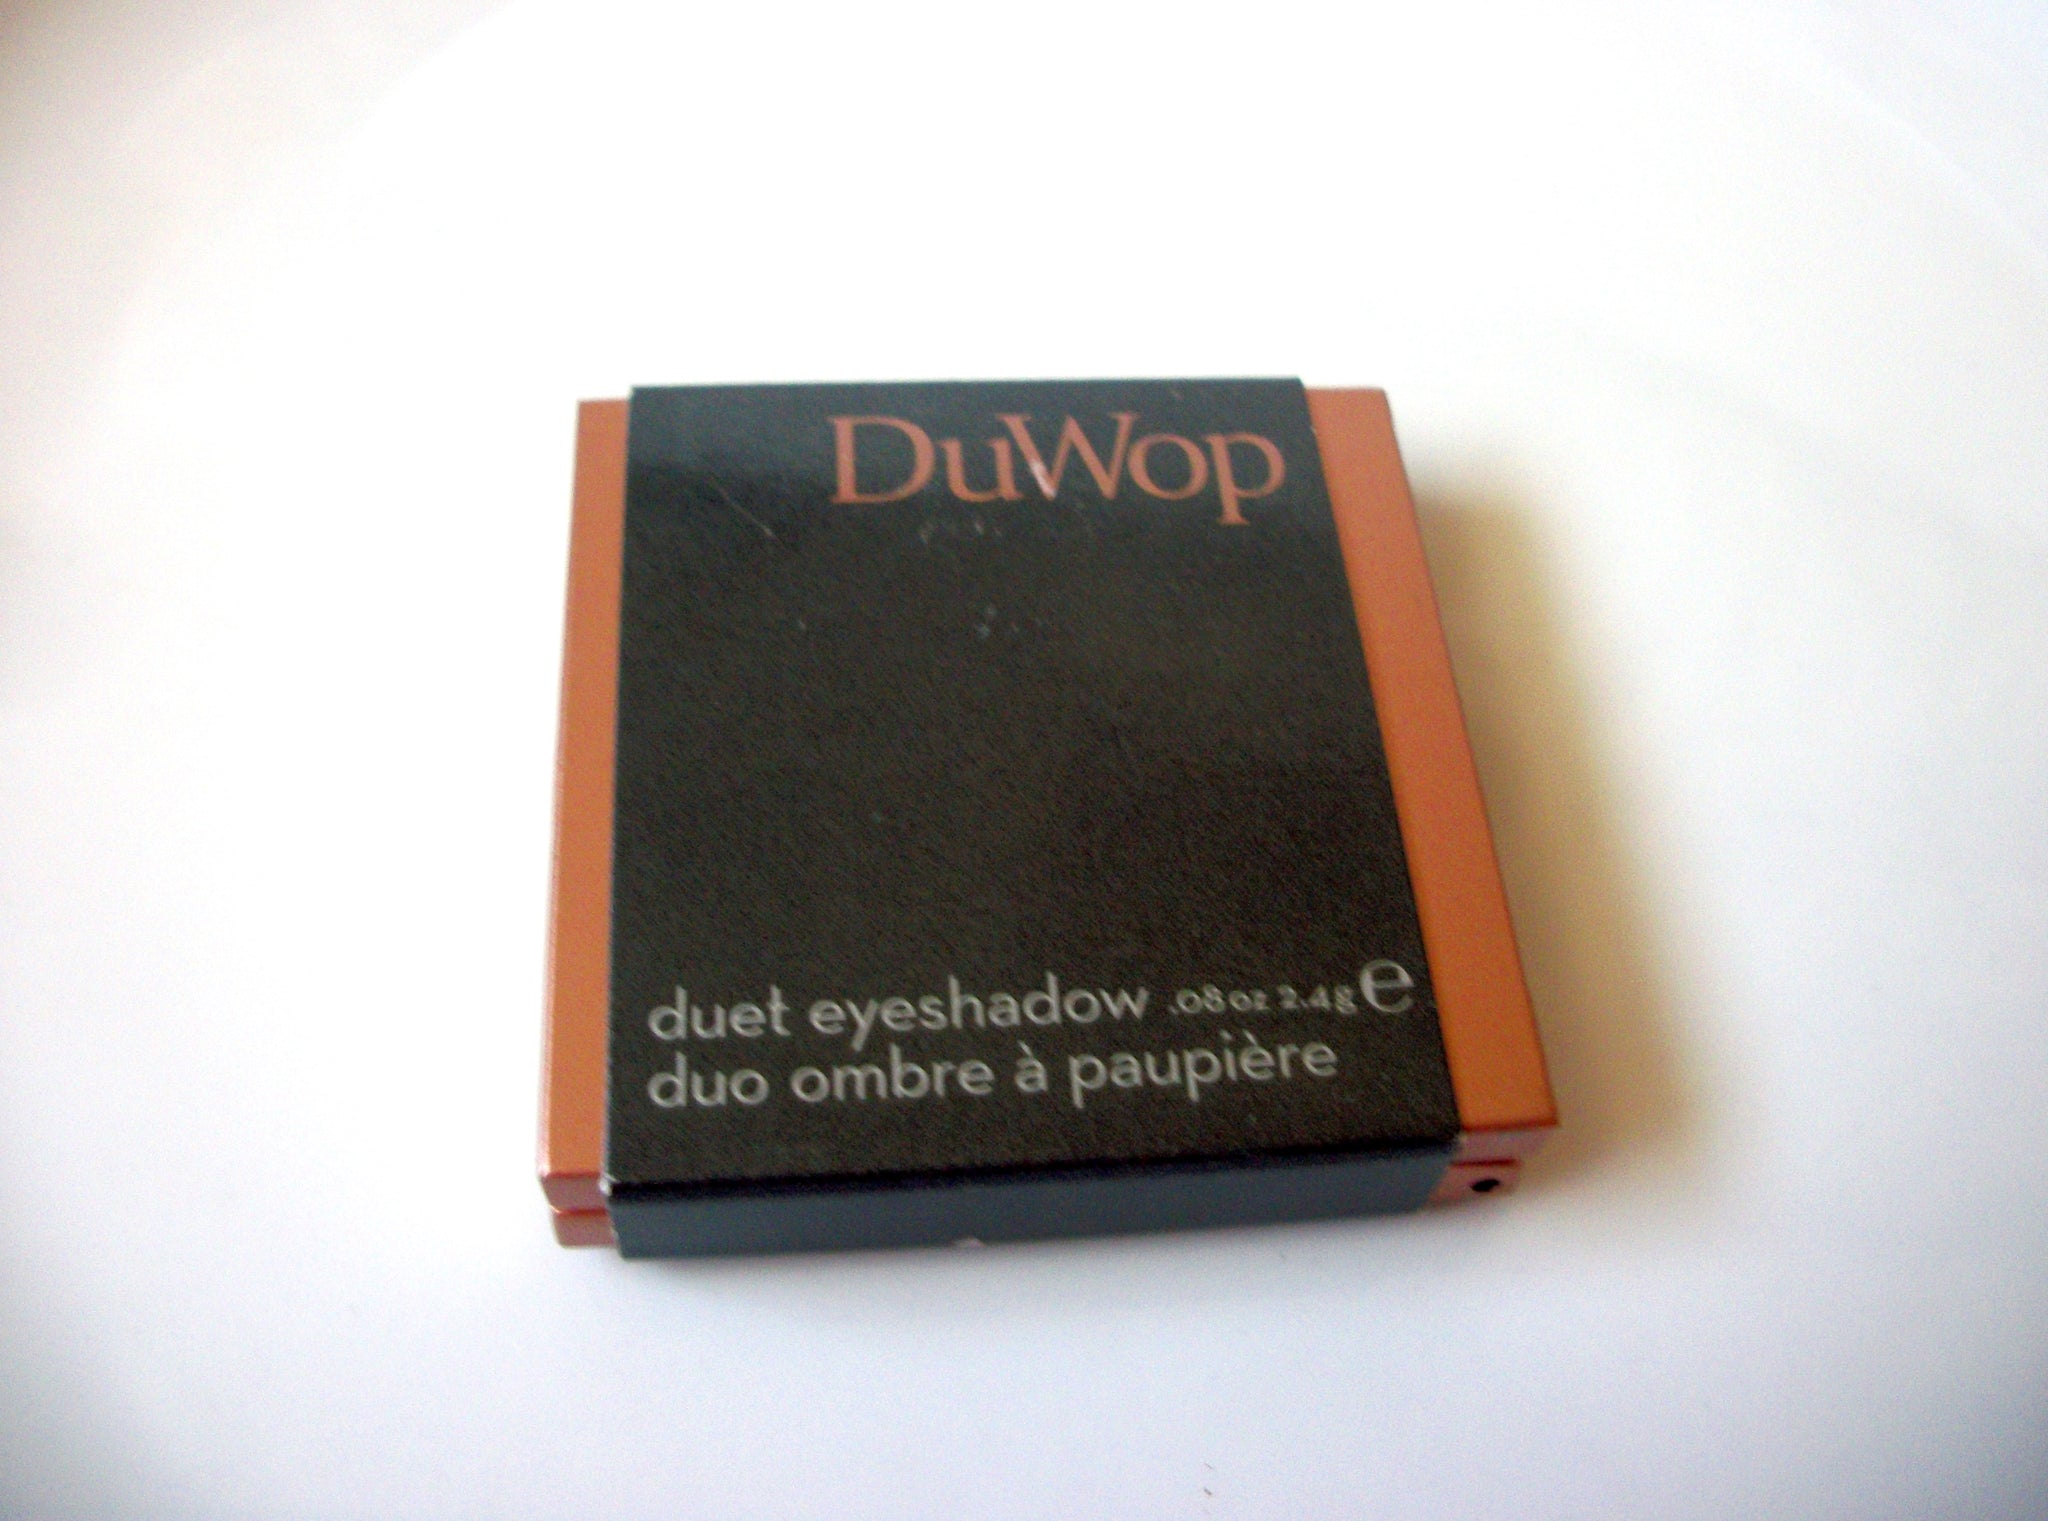 DuWop
duet eyeshadow .08 oz 2.4 g ℮
duo ombre à paupière